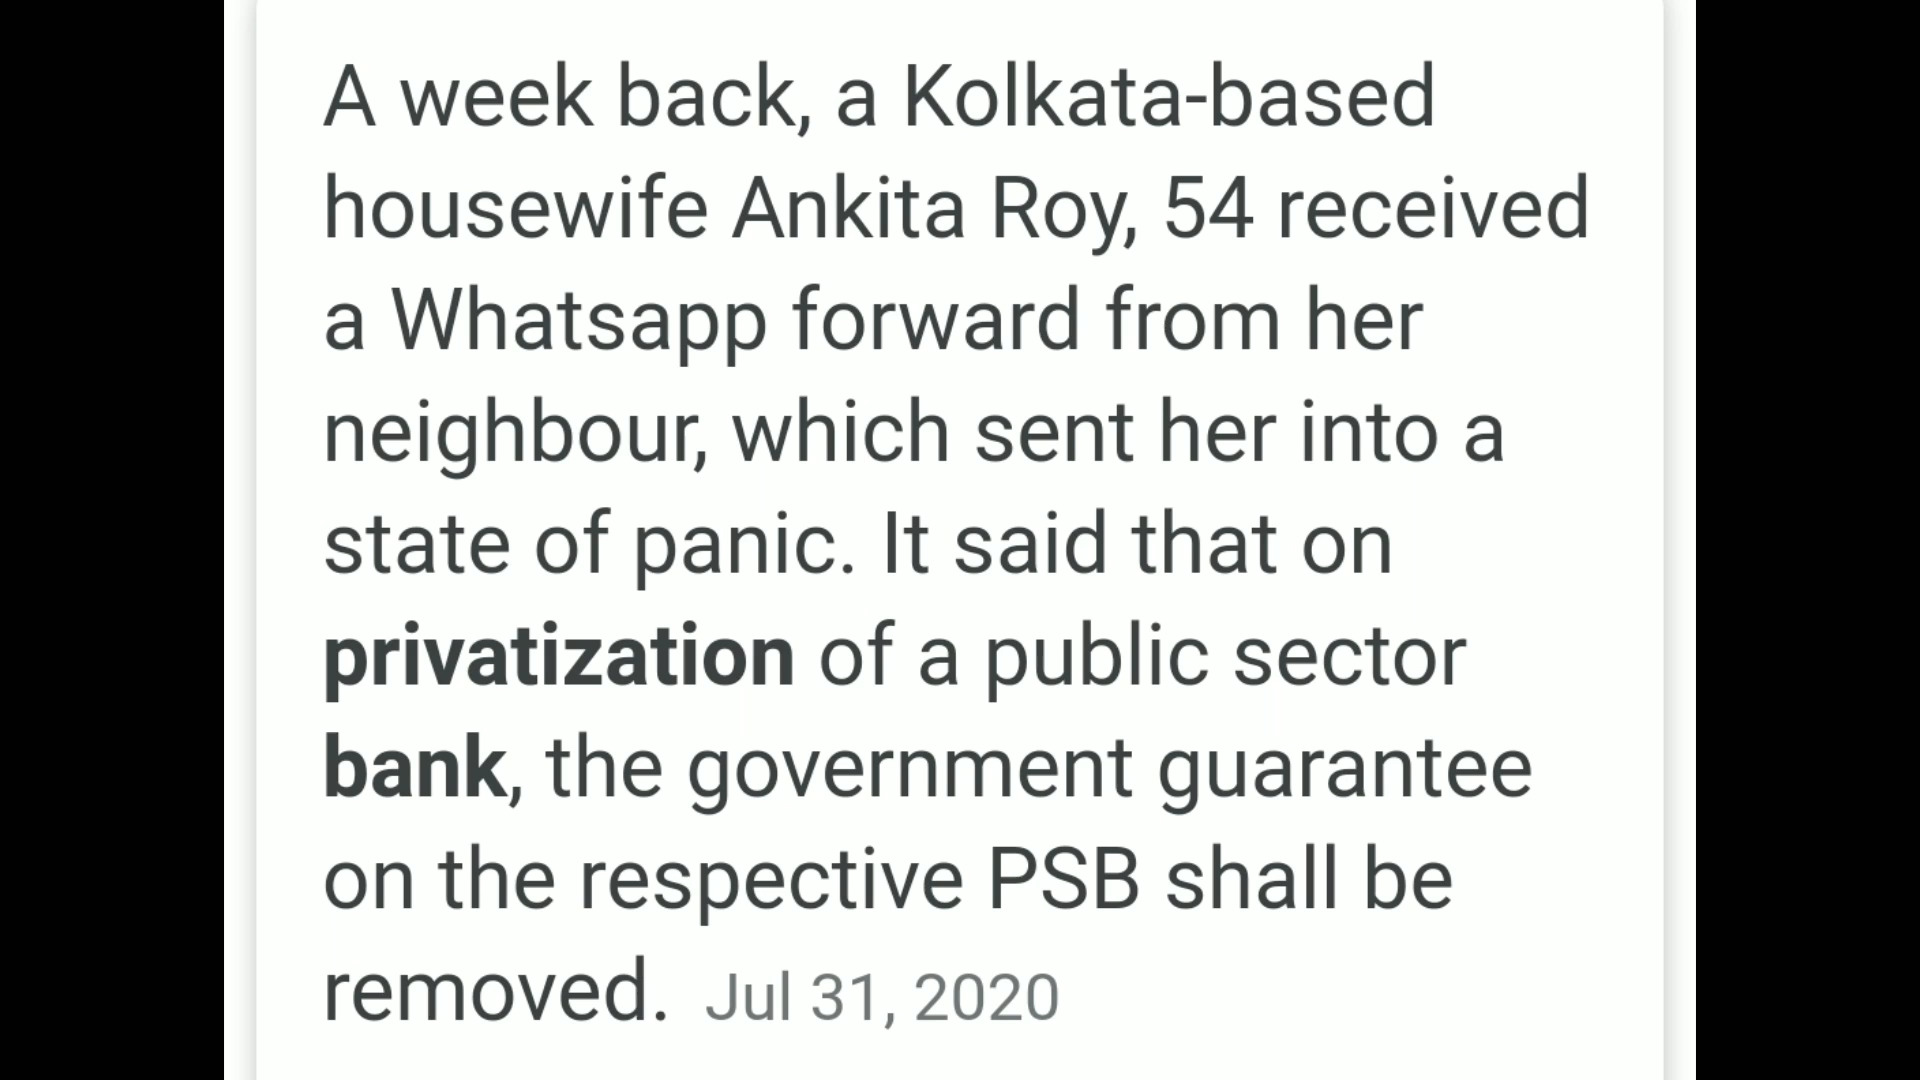 A week back, a Kolkata-based
housewife Ankita Roy, 54 received
a Whatsapp forward from her
neighbour, which sent her into a
state of panic. It said that on
privatization of a public sector
bank, the government guarantee
on the respective PSB shall be
removed. Jul 31, 2020